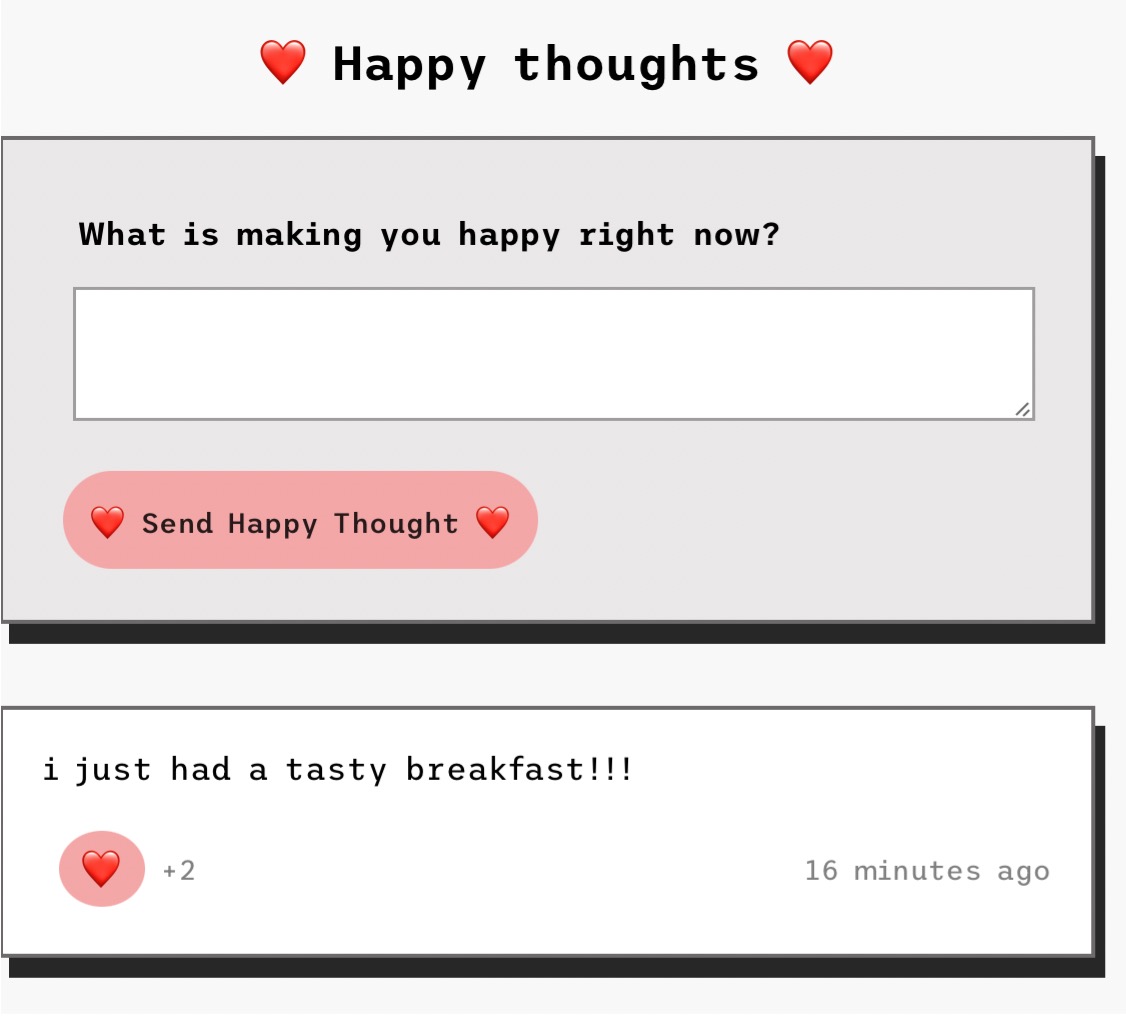 ❤️ Happy thoughts ❤️
What is making you happy right now?
❤️ Send Happy Thought ❤️
i just had a tasty breakfast!!!
❤️ +2
16 minutes ago